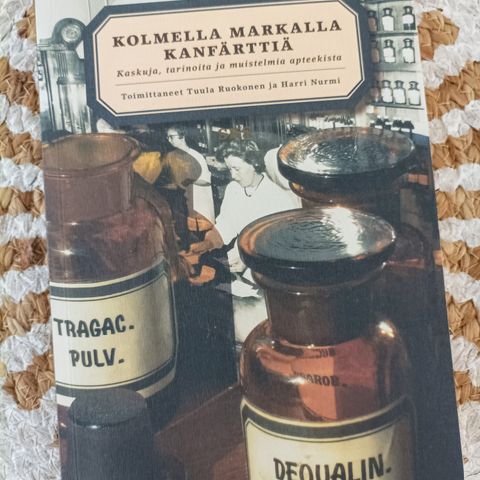 KOLMELLA MARKALLA
KANFÄRTTIÄ
Kaskuja, tarinoita ja muistelmia apteekista
Toimittaneet Tuula Ruokonen ja Harri Nurmi
TRAGAC.
PULV.
DEQUALIN.